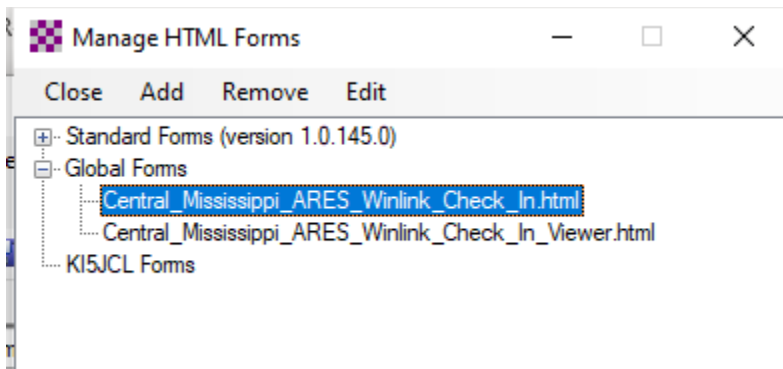 Manage HTML Forms
Close Add Remove Edit
Standard Forms (version 1.0.145.0)
Global Forms
Central_Mississippi_ARES_Winlink_Check_In.html
Central_Mississippi_ARES_Winlink_Check_In_Viewer.html
KI5JCL Forms